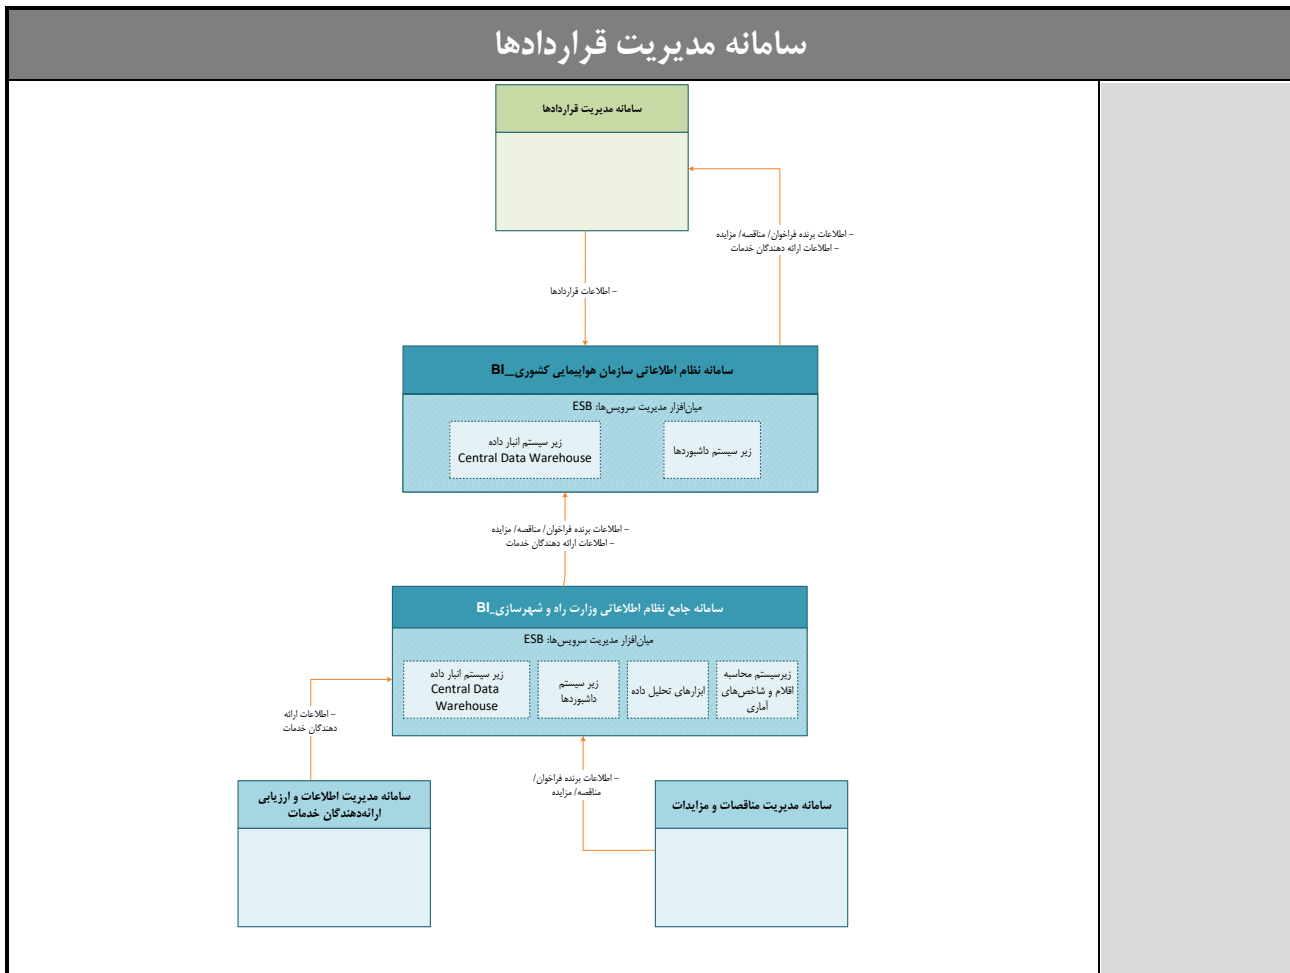 سامانه مدیریت قراردادها
سامانه مدیریت قراردادها
– اطلاعات برنده فراخوان/ مناقصه/ مزایده
– اطلاعات ارائه دهندگان خدمات
– اطلاعات قراردادها
سامانه نظام اطلاعاتی سازمان هواپیمایی کشوری_BI
میان‌افزار مدیریت سرویس‌ها: ESB
زیر سیستم داشبوردها
زیر سیستم انبار داده
Central Data Warehouse
– اطلاعات برنده فراخوان/ مناقصه/ مزایده
– اطلاعات ارائه دهندگان خدمات
سامانه جامع نظام اطلاعاتی وزارت راه و شهرسازی_BI
میان‌افزار مدیریت سرویس‌ها: ESB
زیرسیستم محاسبه
اقلام و شاخص‌های
آماری
ابزارهای تحلیل داده
زیر سیستم
داشبوردها
زیر سیستم انبار داده
Central Data
Warehouse
– اطلاعات ارائه
دهندگان خدمات
– اطلاعات برنده فراخوان/
مناقصه/ مزایده
سامانه مدیریت مناقصات و مزایدات
سامانه مدیریت اطلاعات و ارزیابی
ارائه‌دهندگان خدمات